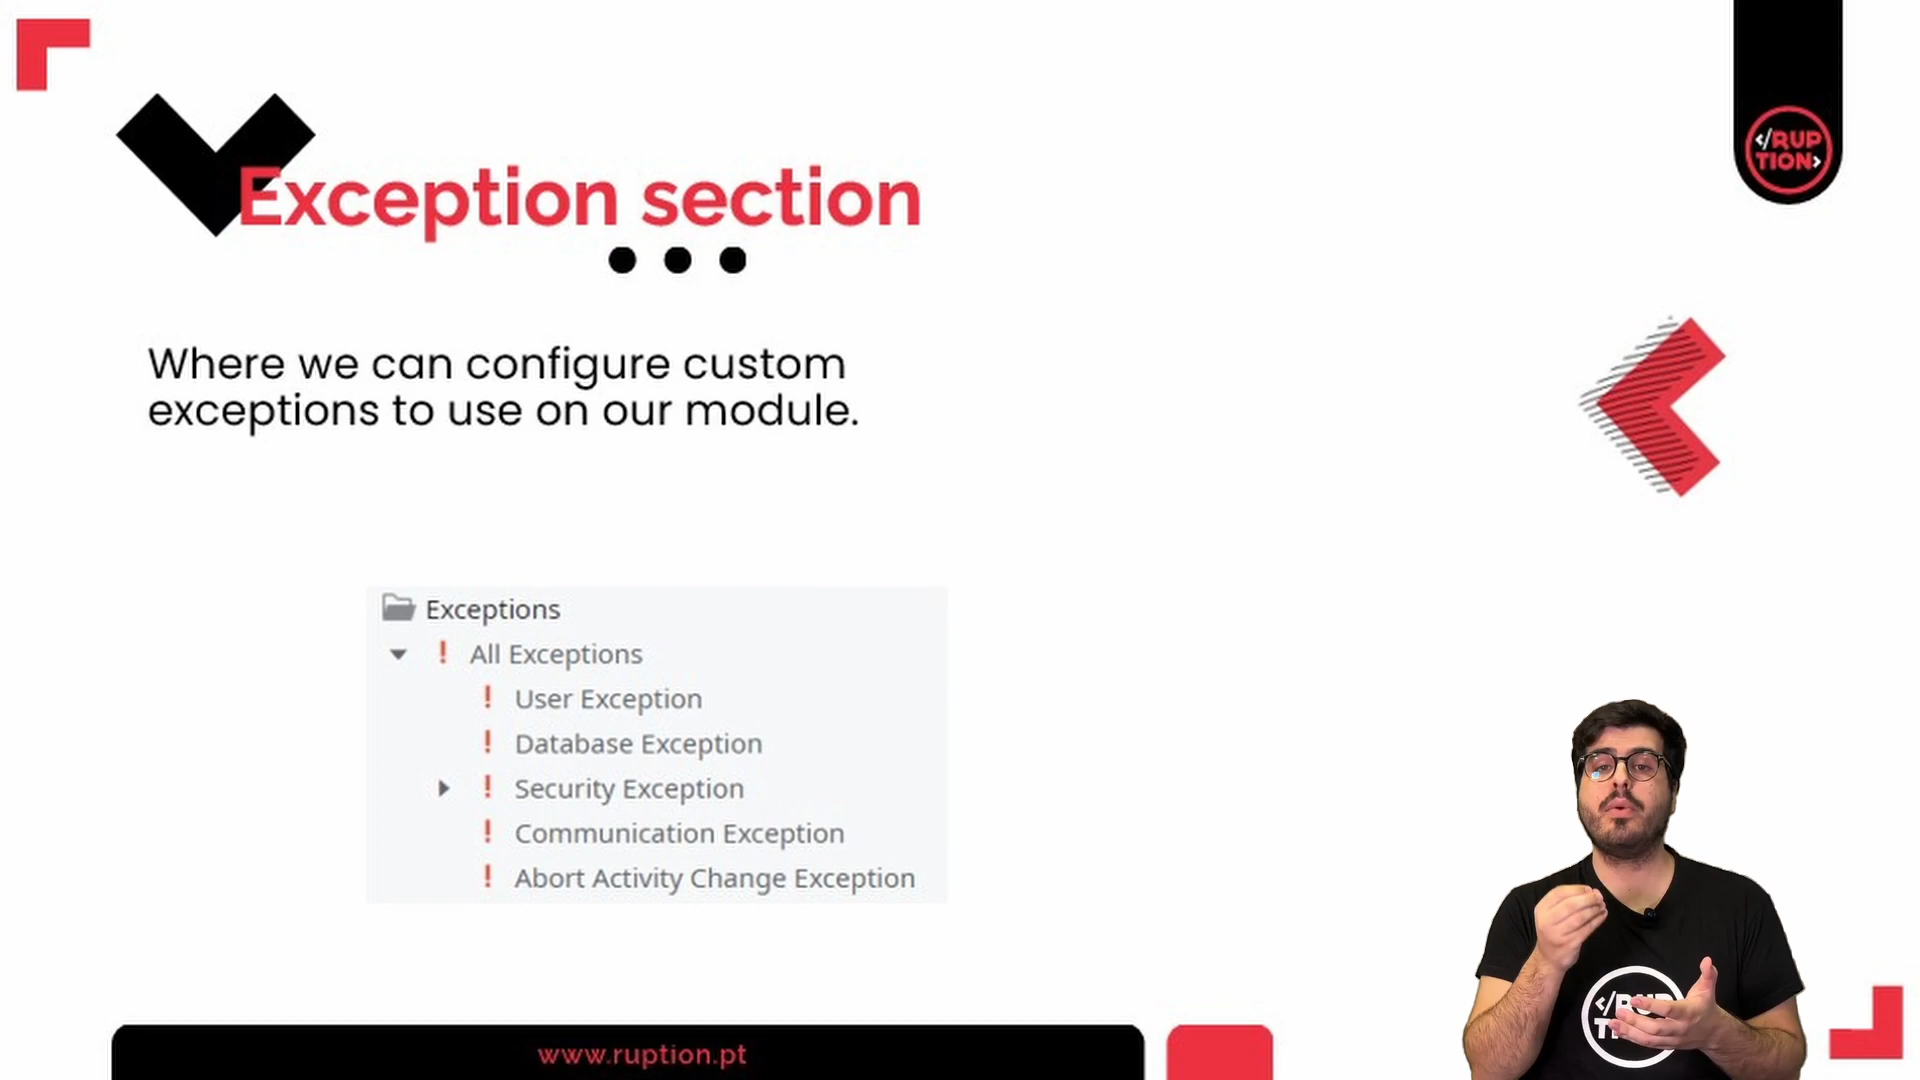 </RUP
TION>
Exception section
Where we can configure custom
exceptions to use on our module.
Exceptions
All Exceptions
User Exception
Database Exception
Security Exception
Communication Exception
Abort Activity Change Exception
www.ruption.pt